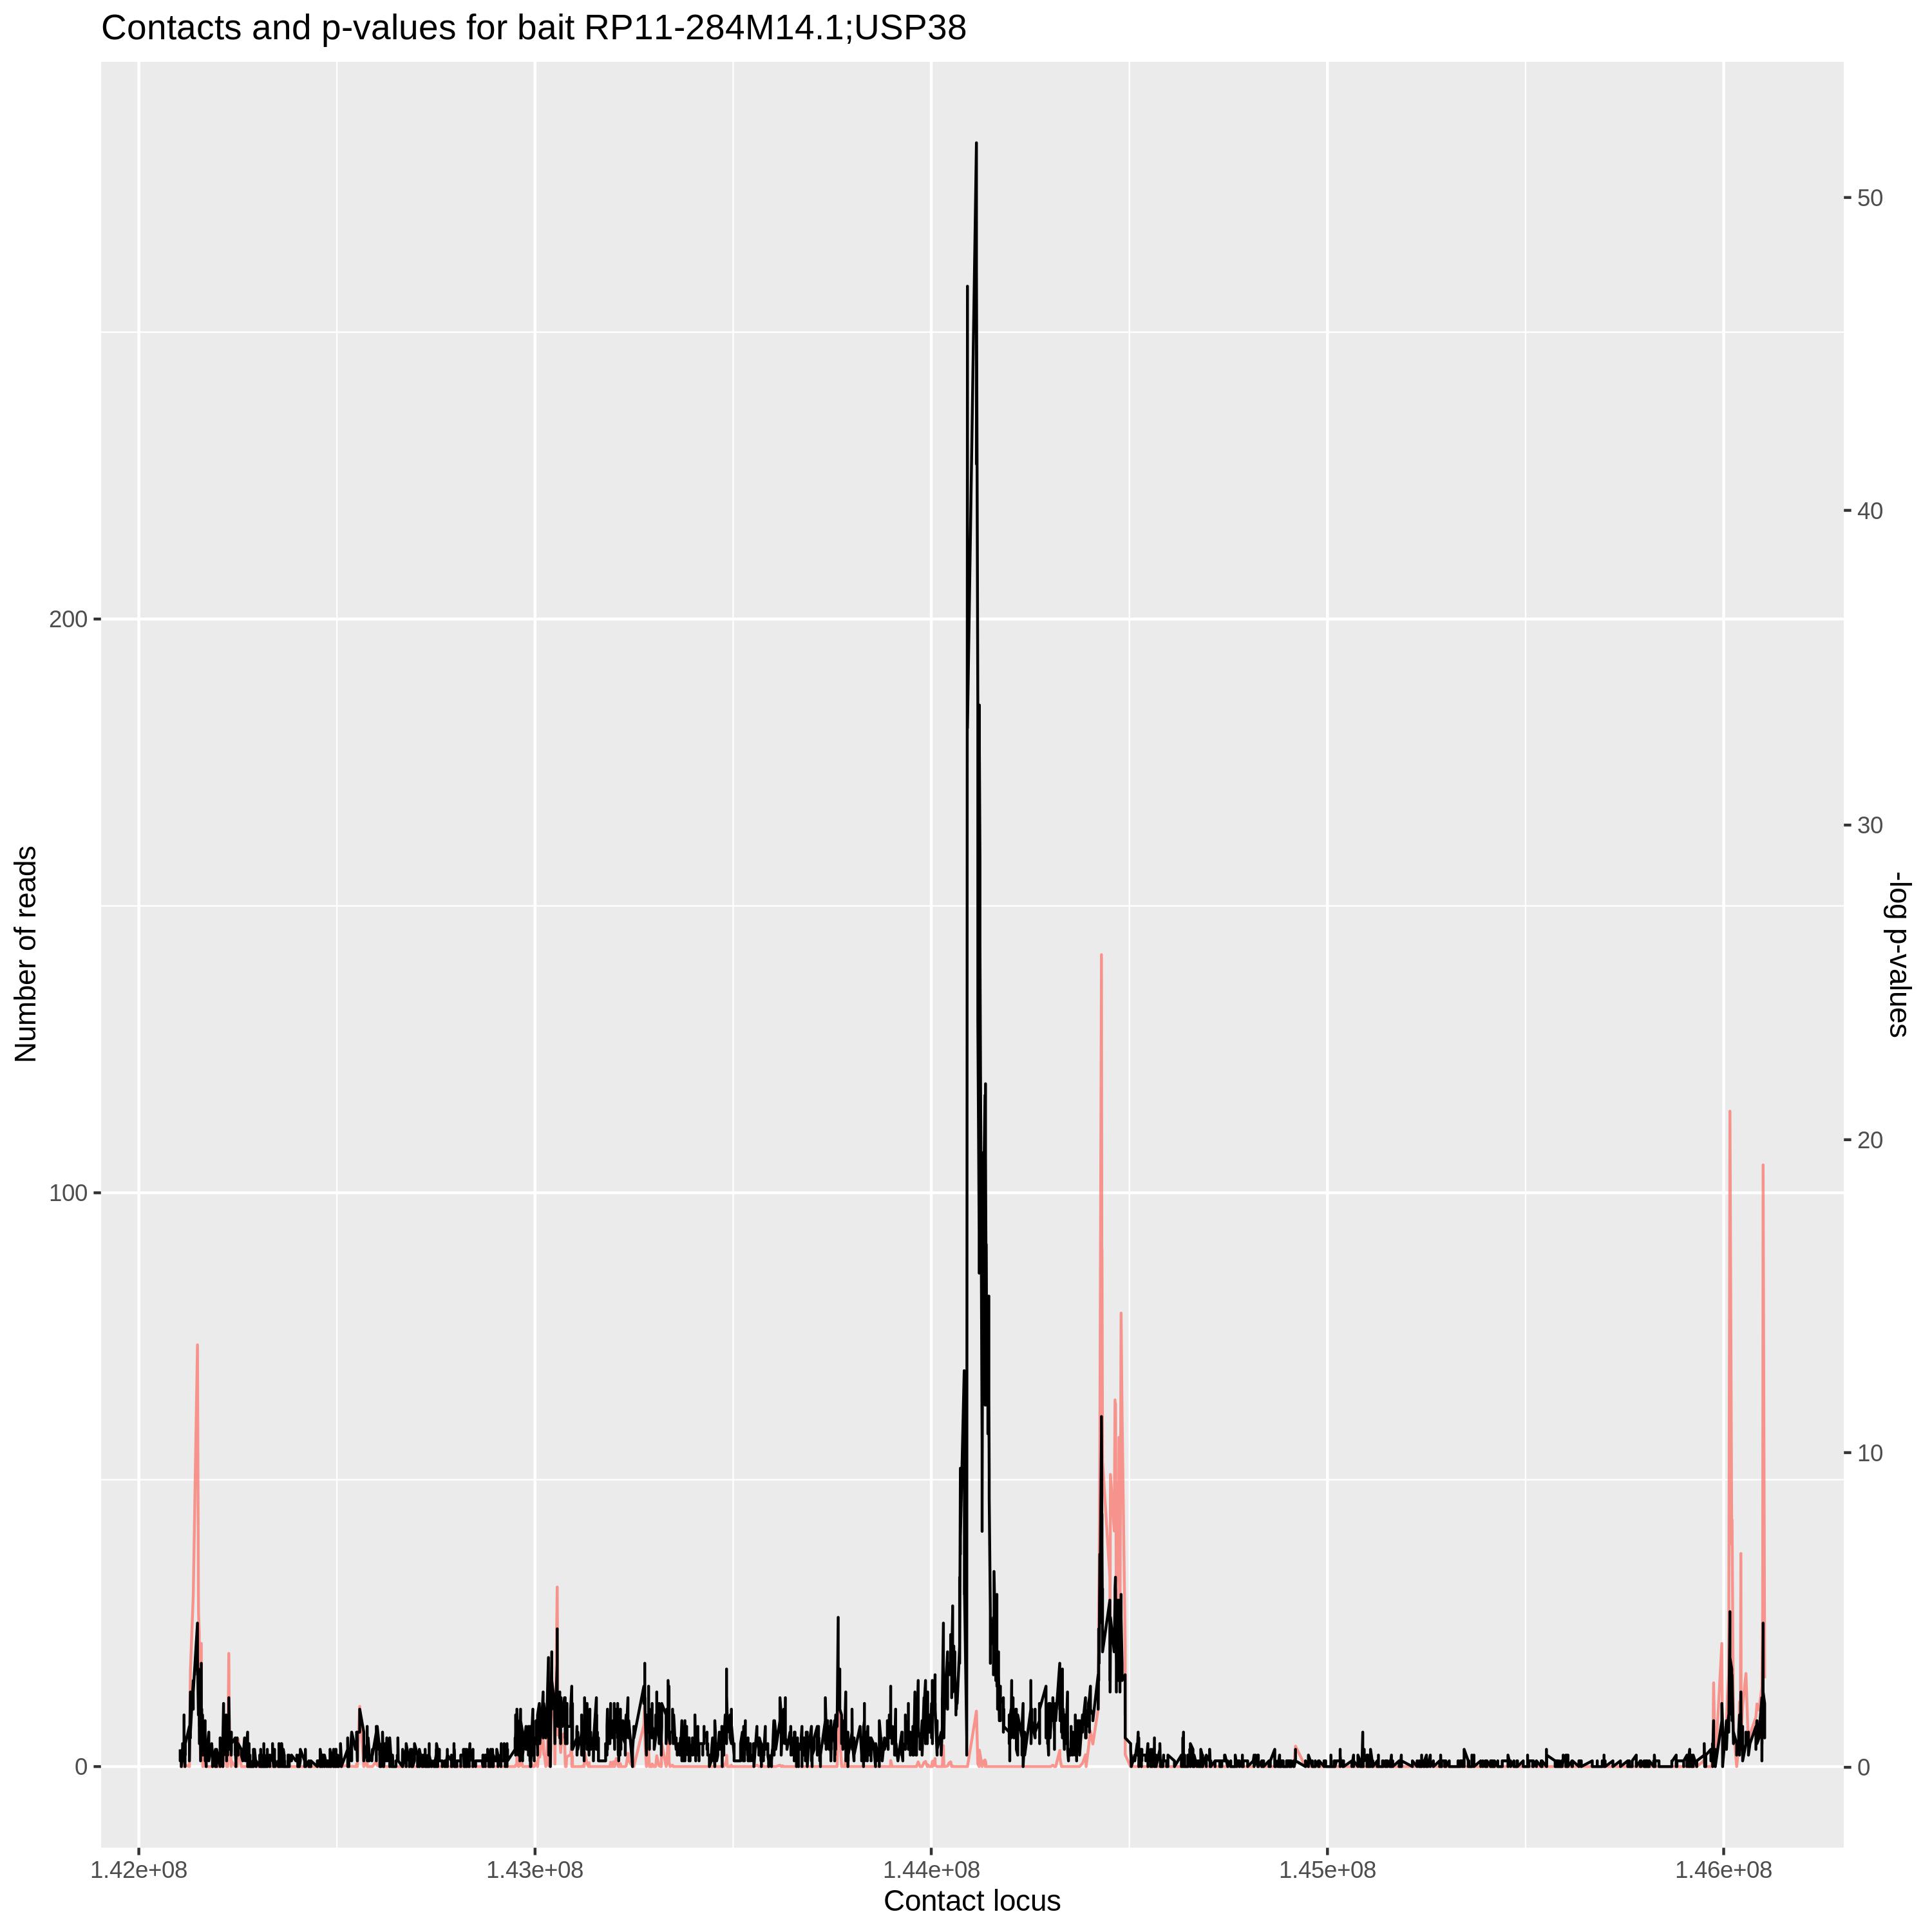 Contacts and p-values for bait RP11-284M14.1;USP38
Number of reads
200
100
0
50
40
30
20
10
0
-log p-values
1.42e+08 1.43e+08 1.44e+08 1.45e+08 1.46e+08
Contact locus